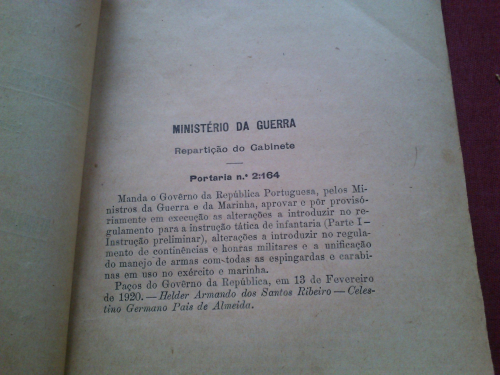 MINISTÉRIO DA GUERRA
Repartição do Gabinete
Portaria n.º 2:164
Manda o Govêrno da República Portuguesa, pelos Mi-
nistros da Guerra e da Marinha, aprovar e pôr provisò-
riamente em execução as alterações a introduzir no re-
gulamento para a instrução tática de infantaria (Parte I—
Instrução preliminar), alterações a introduzir no regula-
mento de continências e honras militares e a unificação
do manejo de armas com todas as espingardas e carabi-
nas em uso no exército e marinha.
Paços do Govêrno da República, em 13 de Fevereiro
de 1920. — Helder Armando dos Santos Ribeiro — Celes-
tino Germano Pais de Almeida.